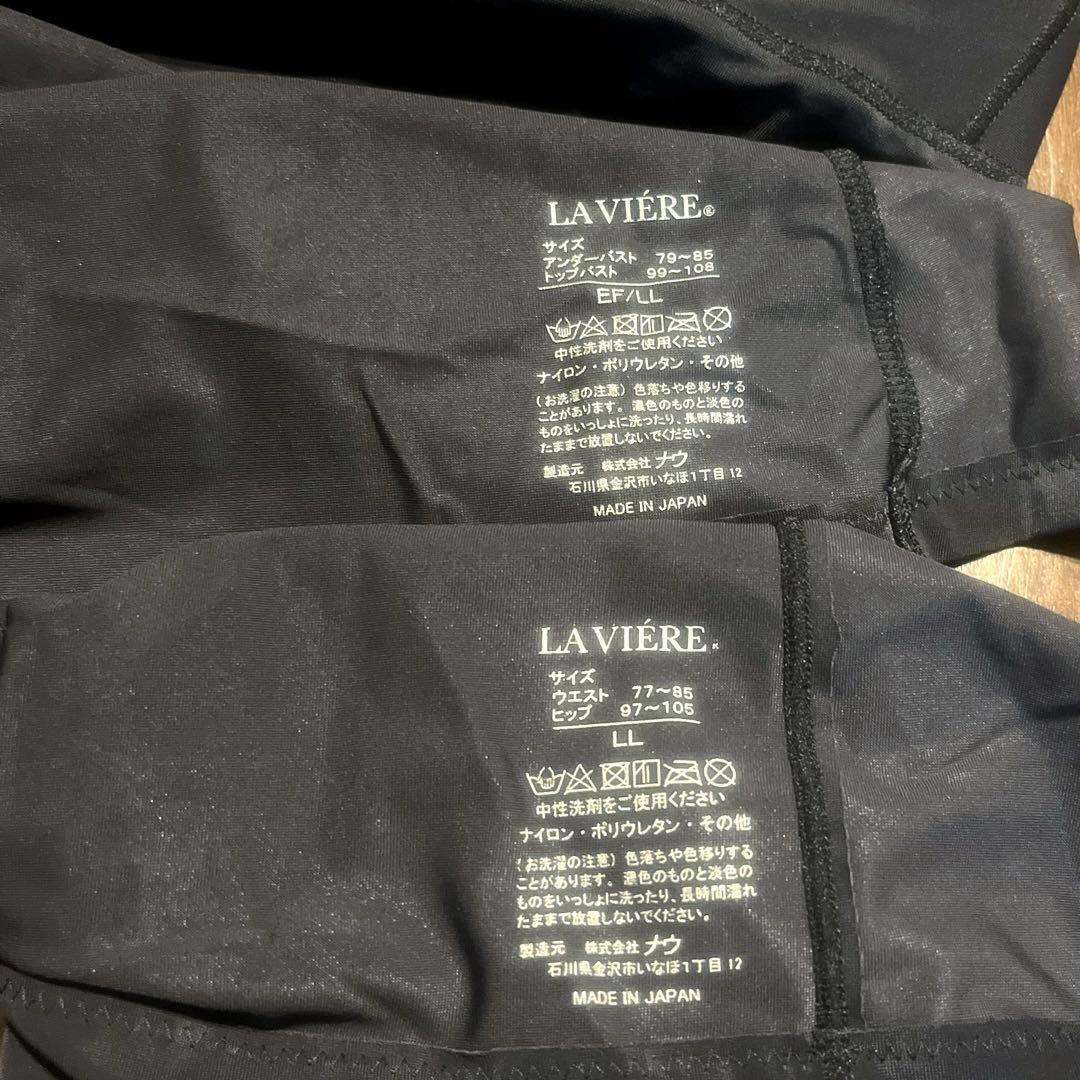 LA VIÉRE®
サイズ
アンダーバスト 79〜85
トップバスト 99〜108
EF/LL
中性洗剤をご使用ください
ナイロン・ポリウレタン・その他
(お洗濯の注意) 色落ちや色移りする
ことがあります。濃色のものと淡色の
ものをいっしょに洗ったり、長時間濡れ
たままで放置しないでください。
製造元 株式会社 ナウ
石川県金沢市いなほ1丁目12
MADE IN JAPAN
LA VIÉRE®
サイズ
ウエスト 77〜85
ヒップ 97〜105
LL
中性洗剤をご使用ください
ナイロン・ポリウレタン・その他
(お洗濯の注意) 色落ちや色移りする
ことがあります。濃色のものと淡色の
ものをいっしょに洗ったり、長時間濡れ
たままで放置しないでください。
製造元 株式会社 ナウ
石川県金沢市いなほ1丁目12
MADE IN JAPAN